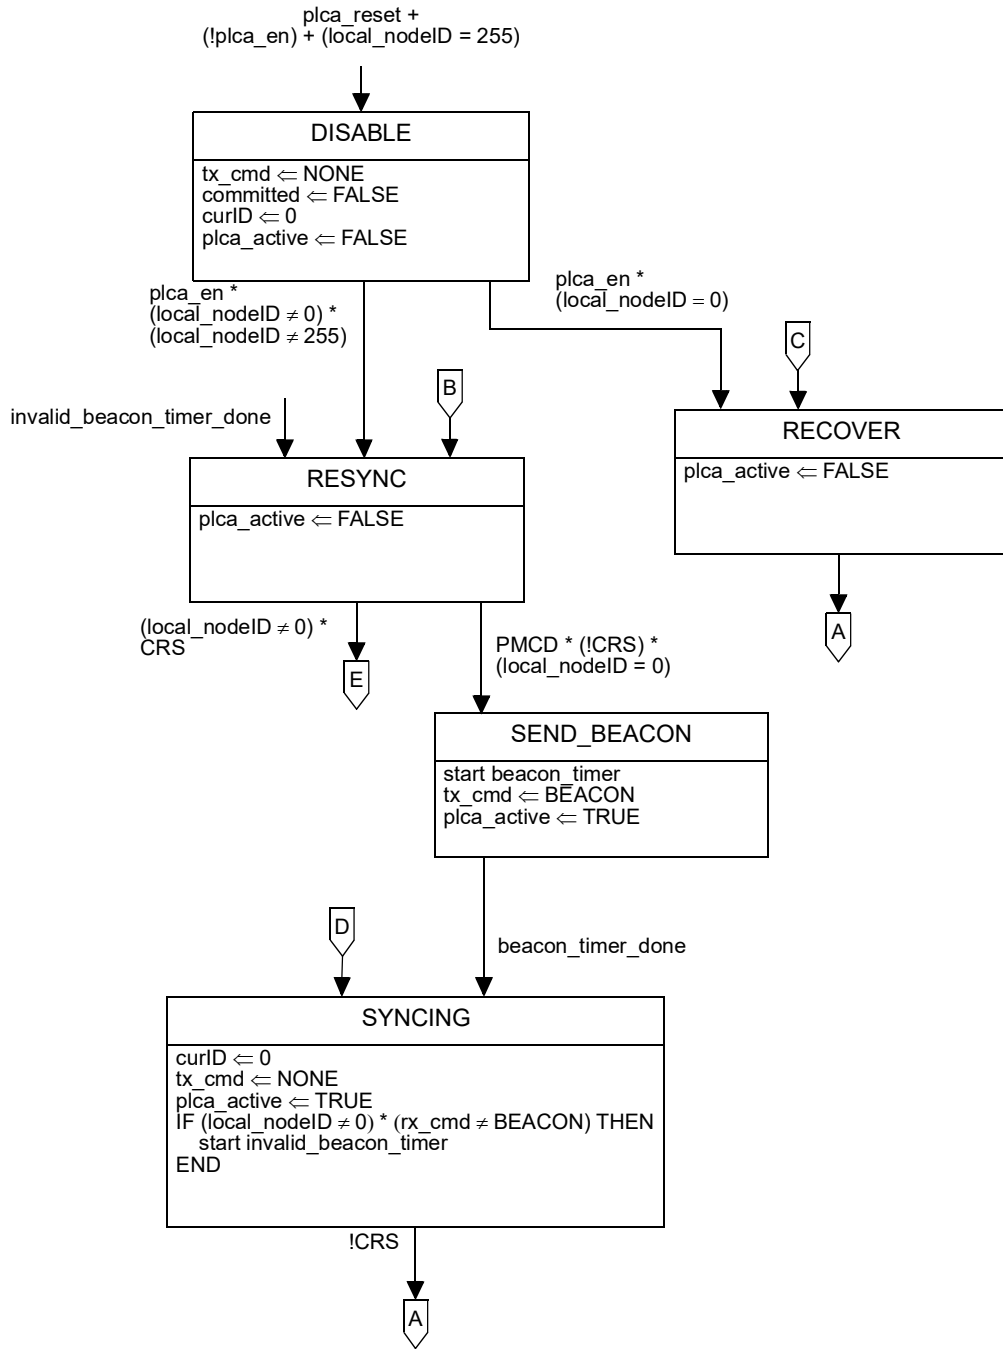 plca_reset +
(!plca_en) + (local_nodeID = 255)
DISABLE
tx_cmd ⇐ NONE
committed ⇐ FALSE
curID ⇐ 0
plca_active ⇐ FALSE
plca_en *
(local_nodeID ≠ 0) *
(local_nodeID ≠ 255)
plca_en *
(local_nodeID = 0)
C
B
invalid_beacon_timer_done
RECOVER
plca_active ⇐ FALSE
RESYNC
plca_active ⇐ FALSE
A
(local_nodeID ≠ 0) *
CRS
E
PMCD * (!CRS) *
(local_nodeID = 0)
SEND_BEACON
start beacon_timer
tx_cmd ⇐ BEACON
plca_active ⇐ TRUE
D
beacon_timer_done
SYNCING
curID ⇐ 0
tx_cmd ⇐ NONE
plca_active ⇐ TRUE
IF (local_nodeID ≠ 0) * (rx_cmd ≠ BEACON) THEN
start invalid_beacon_timer
END
!CRS
A